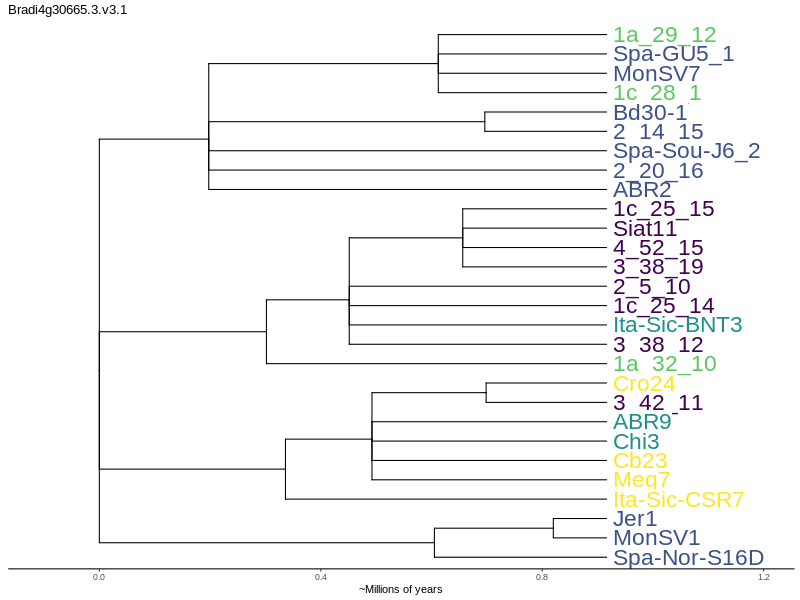 Bradi4g30665.3.v3.1
1a_29_12
Spa-GU5_1
MonSV7
1c_28_1
Bd30-1
2_14_15
Spa-Sou-J6_2
2_20_16
ABR2
1c_25_15
Siat11
4_52_15
3_38_19
2_5_10
1c_25_14
Ita-Sic-BNT3
3_38_12
1a_32_10
Cro24
3_42_11
ABR9
Chi3
Cb23
Meq7
Ita-Sic-CSR7
Jer1
MonSV1
Spa-Nor-S16D
0.0 0.4 0.8 1.2
~Millions of years